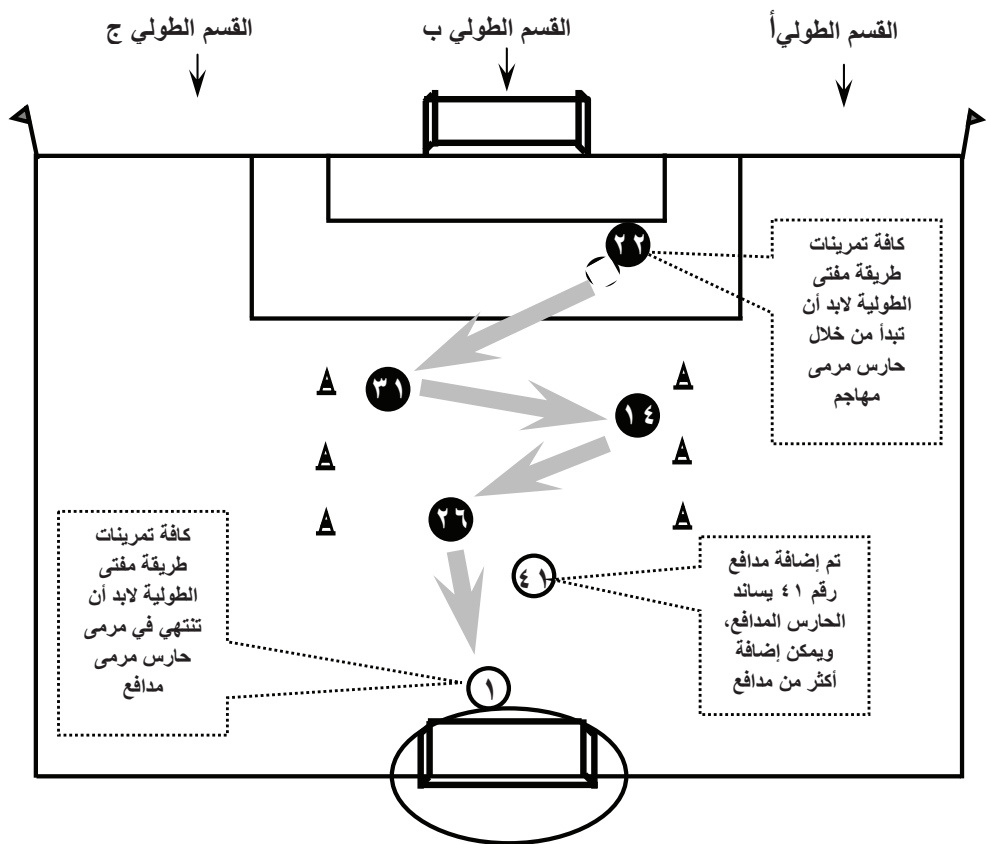 القسم الطولي أ
القسم الطولي ب
القسم الطولي ج
٢٢
كافة تمرينات
طريقة مفتى
الطولية لابد أن
تبدأ من خلال
حارس مرمى
مهاجم
٣١
١٤
٢٦
٤١
تم إضافة مدافع
رقم ٤١ يساند
الحارس المدافع،
ويمكن إضافة
أكثر من مدافع
كافة تمرينات
طريقة مفتى
الطولية لابد أن
تنتهي في مرمى
حارس مرمى
مدافع
١